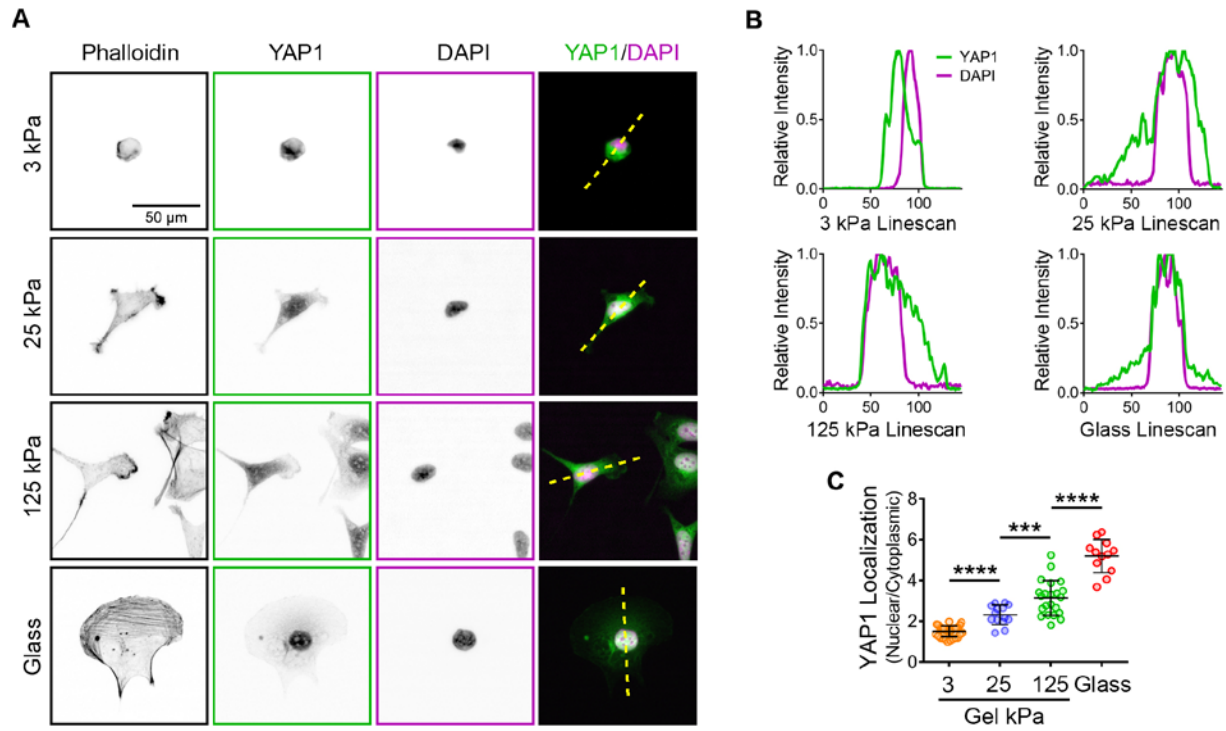 A
Phalloidin YAP1 DAPI YAP1/DAPI
3 kPa
50 µm
25 kPa
125 kPa
Glass
B
Relative Intensity
1.0
0.5
0.0
0 50 100
3 kPa Linescan
YAP1
DAPI
Relative Intensity
1.0
0.5
0.0
0 50 100
25 kPa Linescan
Relative Intensity
1.0
0.5
0.0
0 50 100
125 kPa Linescan
Relative Intensity
1.0
0.5
0.0
0 50 100
Glass Linescan
C
YAP1 Localization
(Nuclear/Cytoplasmic)
8
6
4
2
0
****
***
****
3 25 125 Glass
Gel kPa